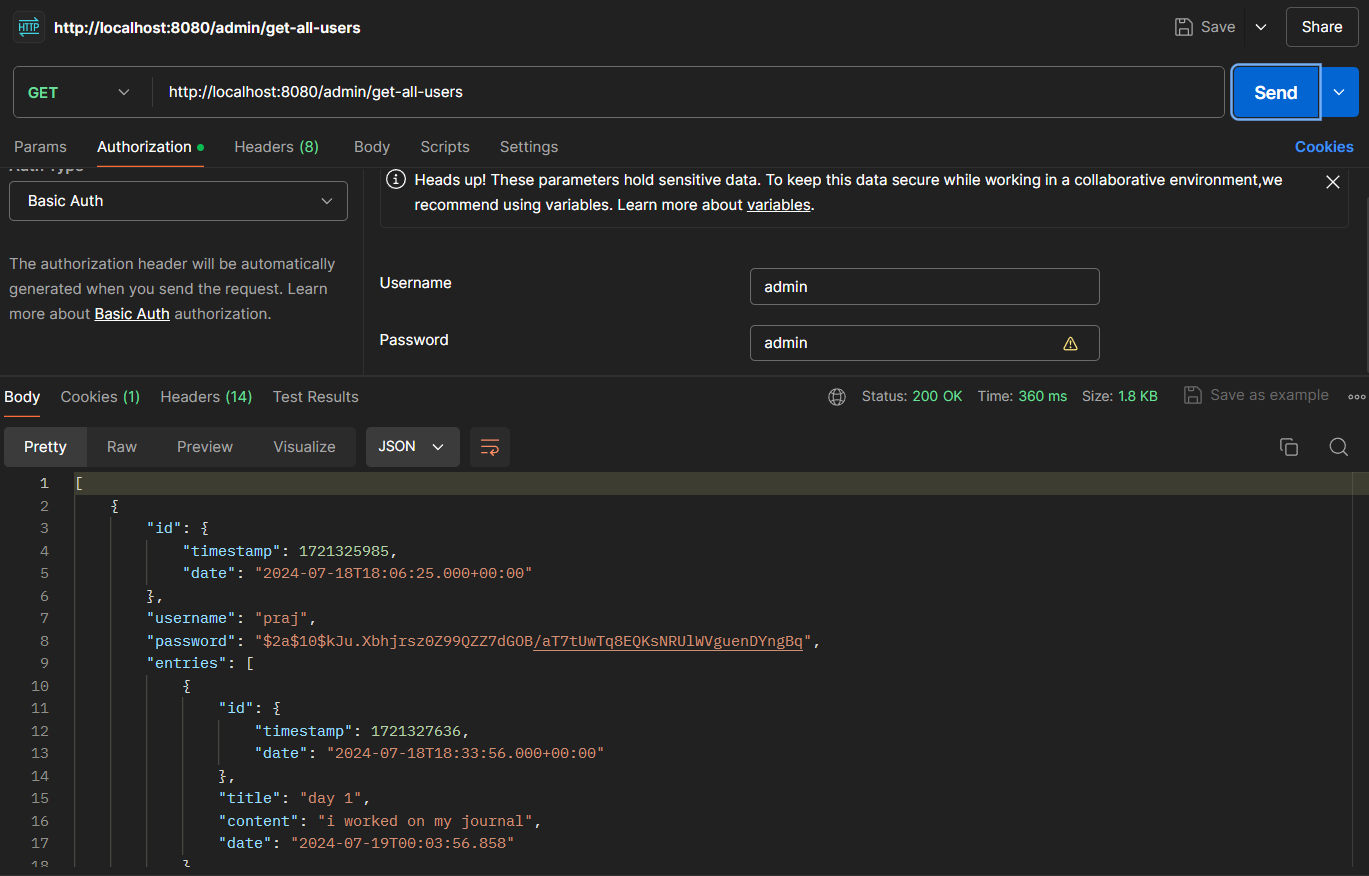 HTTP http://localhost:8080/admin/get-all-users Save Share
GET http://localhost:8080/admin/get-all-users Send
Params Authorization Headers (8) Body Scripts Settings Cookies
Auth Type
Basic Auth
Heads up! These parameters hold sensitive data. To keep this data secure while working in a collaborative environment,we
recommend using variables. Learn more about variables.
The authorization header will be automatically
generated when you send the request. Learn
more about Basic Auth authorization.
Username admin
Password admin
Body Cookies (1) Headers (14) Test Results Status: 200 OK Time: 360 ms Size: 1.8 KB Save as example
Pretty Raw Preview Visualize JSON
1 [
2 {
3 "id": {
4 "timestamp": 1721325985,
5 "date": "2024-07-18T18:06:25.000+00:00"
6 },
7 "username": "praj",
8 "password": "$2a$10$kJu.Xbhjrsz0Z99QZZ7dGOB/aT7tUwTq8EQKsNRUlWVguenDYngBq",
9 "entries": [
10 {
11 "id": {
12 "timestamp": 1721327636,
13 "date": "2024-07-18T18:33:56.000+00:00"
14 },
15 "title": "day 1",
16 "content": "i worked on my journal",
17 "date": "2024-07-19T00:03:56.858"
18 }